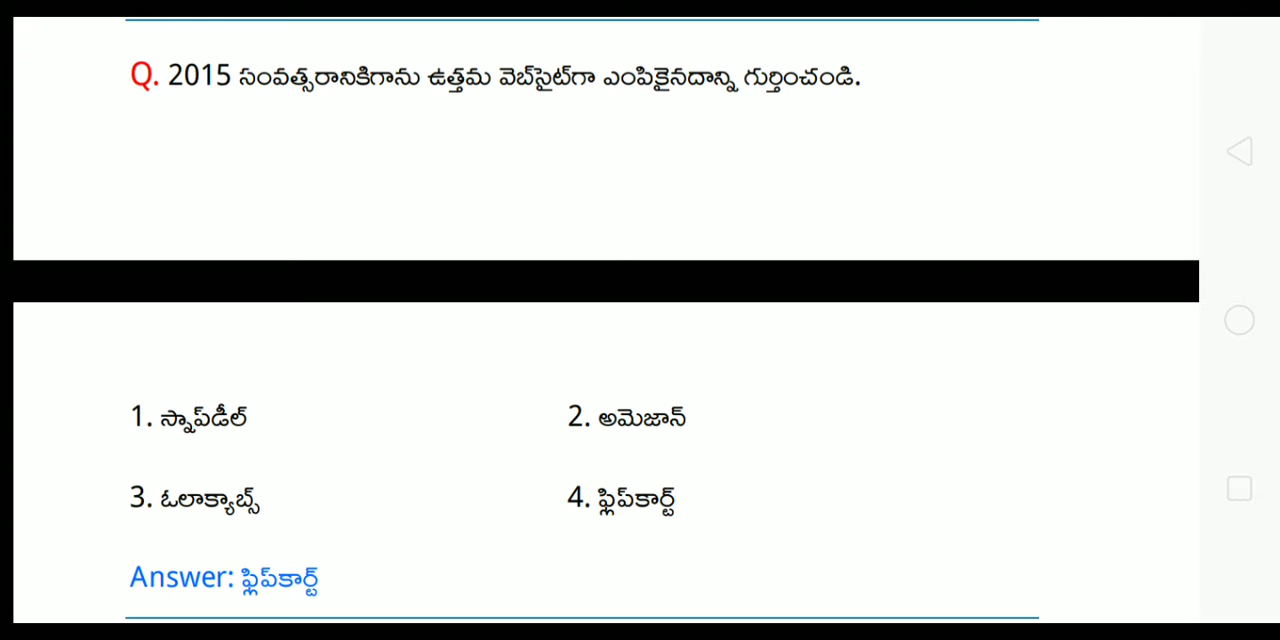 Q. 2015 సంవత్సరానికిగాను ఉత్తమ వెబ్‌సైట్‌గా ఎంపికైనదాన్ని గుర్తించండి.
1. స్నాప్‌డీల్ 2. అమెజాన్
3. ఓలాక్యాబ్స్ 4. ఫ్లిప్‌కార్ట్
Answer: ఫ్లిప్‌కార్ట్